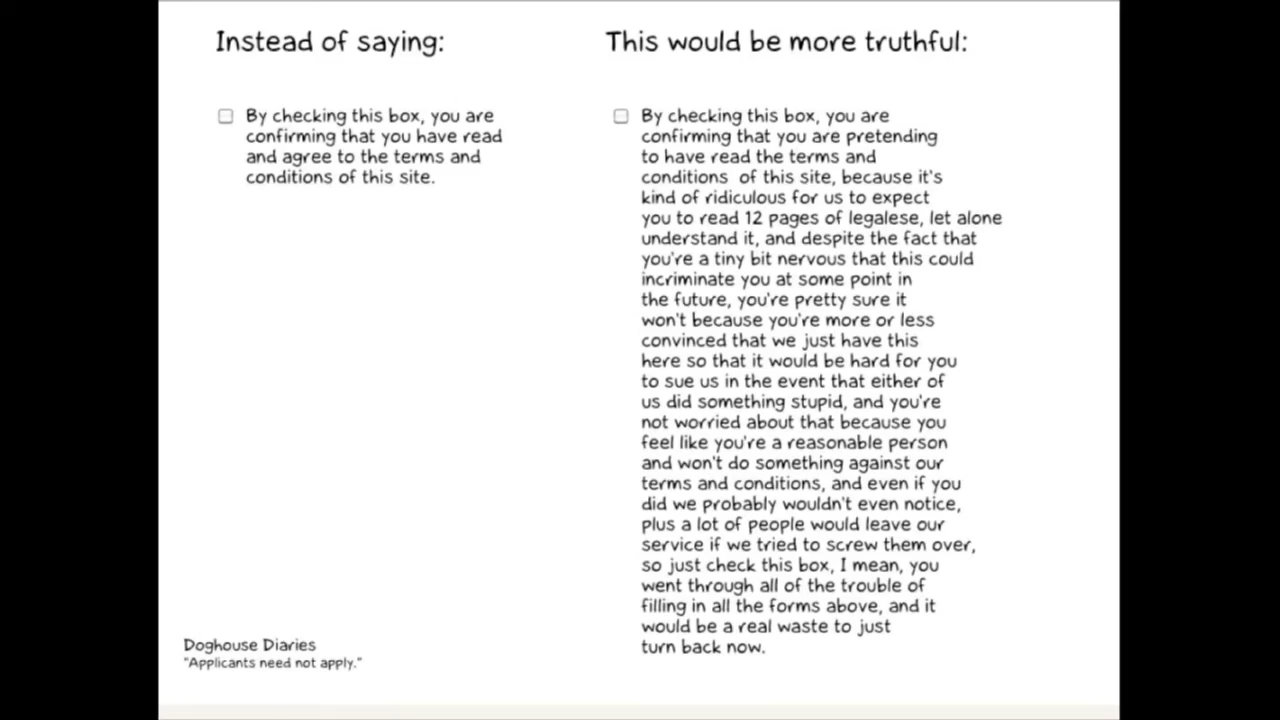 Instead of saying:
By checking this box, you are
confirming that you have read
and agree to the terms and
conditions of this site.
This would be more truthful:
By checking this box, you are
confirming that you are pretending
to have read the terms and
conditions of this site, because it's
kind of ridiculous for us to expect
you to read 12 pages of legalese, let alone
understand it, and despite the fact that
you're a tiny bit nervous that this could
incriminate you at some point in
the future, you're pretty sure it
won't because you're more or less
convinced that we just have this
here so that it would be hard for you
to sue us in the event that either of
us did something stupid, and you're
not worried about that because you
feel like you're a reasonable person
and won't do something against our
terms and conditions, and even if you
did we probably wouldn't even notice,
plus a lot of people would leave our
service if we tried to screw them over,
so just check this box, I mean, you
went through all of the trouble of
filling in all the forms above, and it
would be a real waste to just
turn back now.
Doghouse Diaries
"Applicants need not apply."